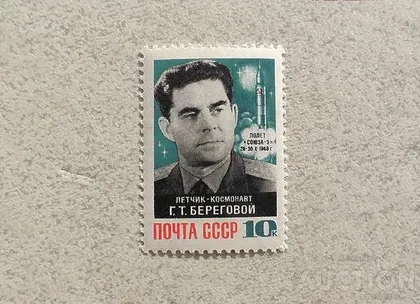 ПОЛЕТ
«СОЮЗА-3»
26-30 X 1968 г.
ЛЕТЧИК-КОСМОНАВТ
Г. Т. БЕРЕГОВОЙ
ПОЧТА СССР 10к